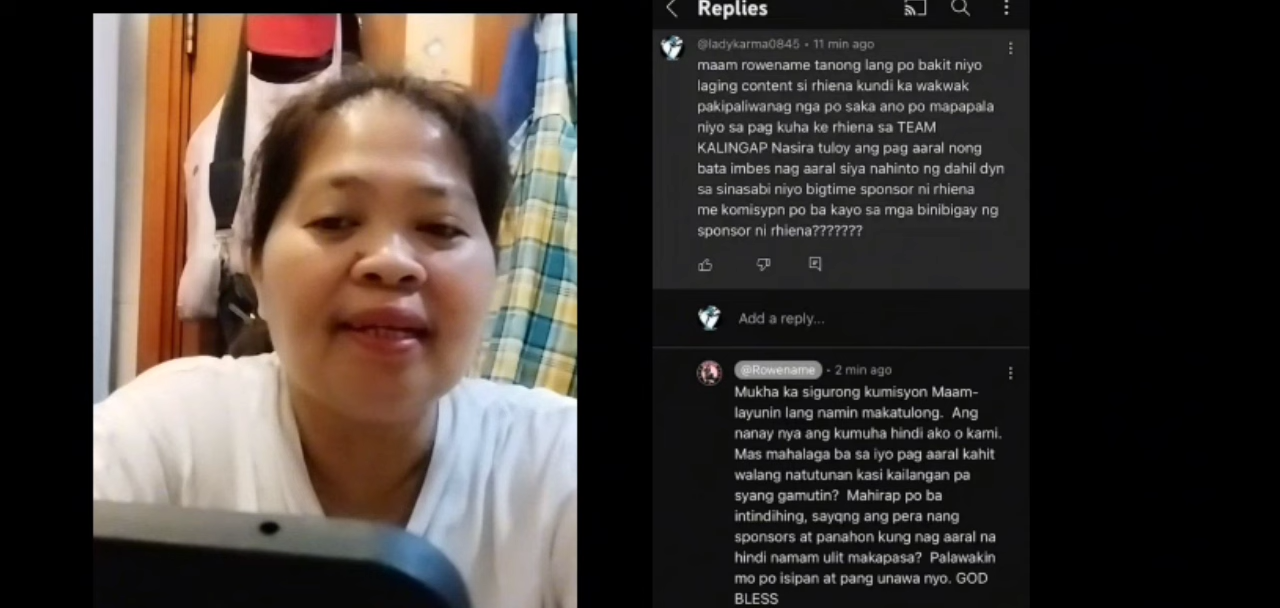 Replies
@ladykarma0845 • 11 min ago
maam rowename tanong lang po bakit niyo
laging content si rhiena kundi ka wakwak
pakipaliwanag nga po saka ano po mapapala
niyo sa pag kuha ke rhiena sa TEAM
KALINGAP Nasira tuloy ang pag aaral nong
bata imbes nag aaral siya nahinto ng dahil dyn
sa sinasabi niyo bigtime sponsor ni rhiena
me komisypn po ba kayo sa mga binibigay ng
sponsor ni rhiena???????
Add a reply...
@Rowename • 2 min ago
Mukha ka sigurong kumisyon Maam-
layunin lang namin makatulong. Ang
nanay nya ang kumuha hindi ako o kami.
Mas mahalaga ba sa iyo pag aaral kahit
walang natutunan kasi kailangan pa
syang gamutin? Mahirap po ba
intindihing, sayqng ang pera nang
sponsors at panahon kung nag aaral na
hindi namam ulit makapasa? Palawakin
mo po isipan at pang unawa nyo. GOD
BLESS